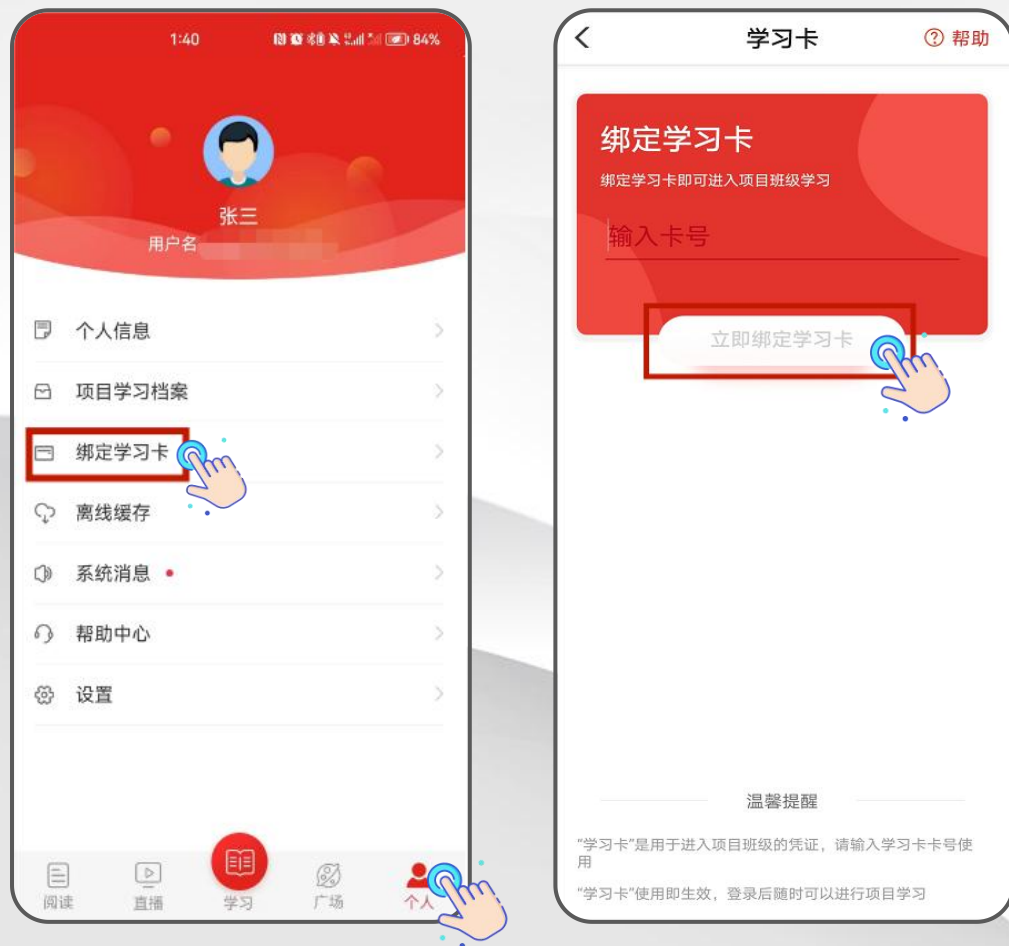 1:40
84%
张三
用户名
个人信息
项目学习档案
绑定学习卡
离线缓存
系统消息
帮助中心
设置
阅读
直播
学习
广场
个人
学习卡
帮助
绑定学习卡
绑定学习卡即可进入项目班级学习
输入卡号
立即绑定学习卡
温馨提醒
“学习卡”是用于进入项目班级的凭证，请输入学习卡卡号使
用
“学习卡”使用即生效，登录后随时可以进行项目学习